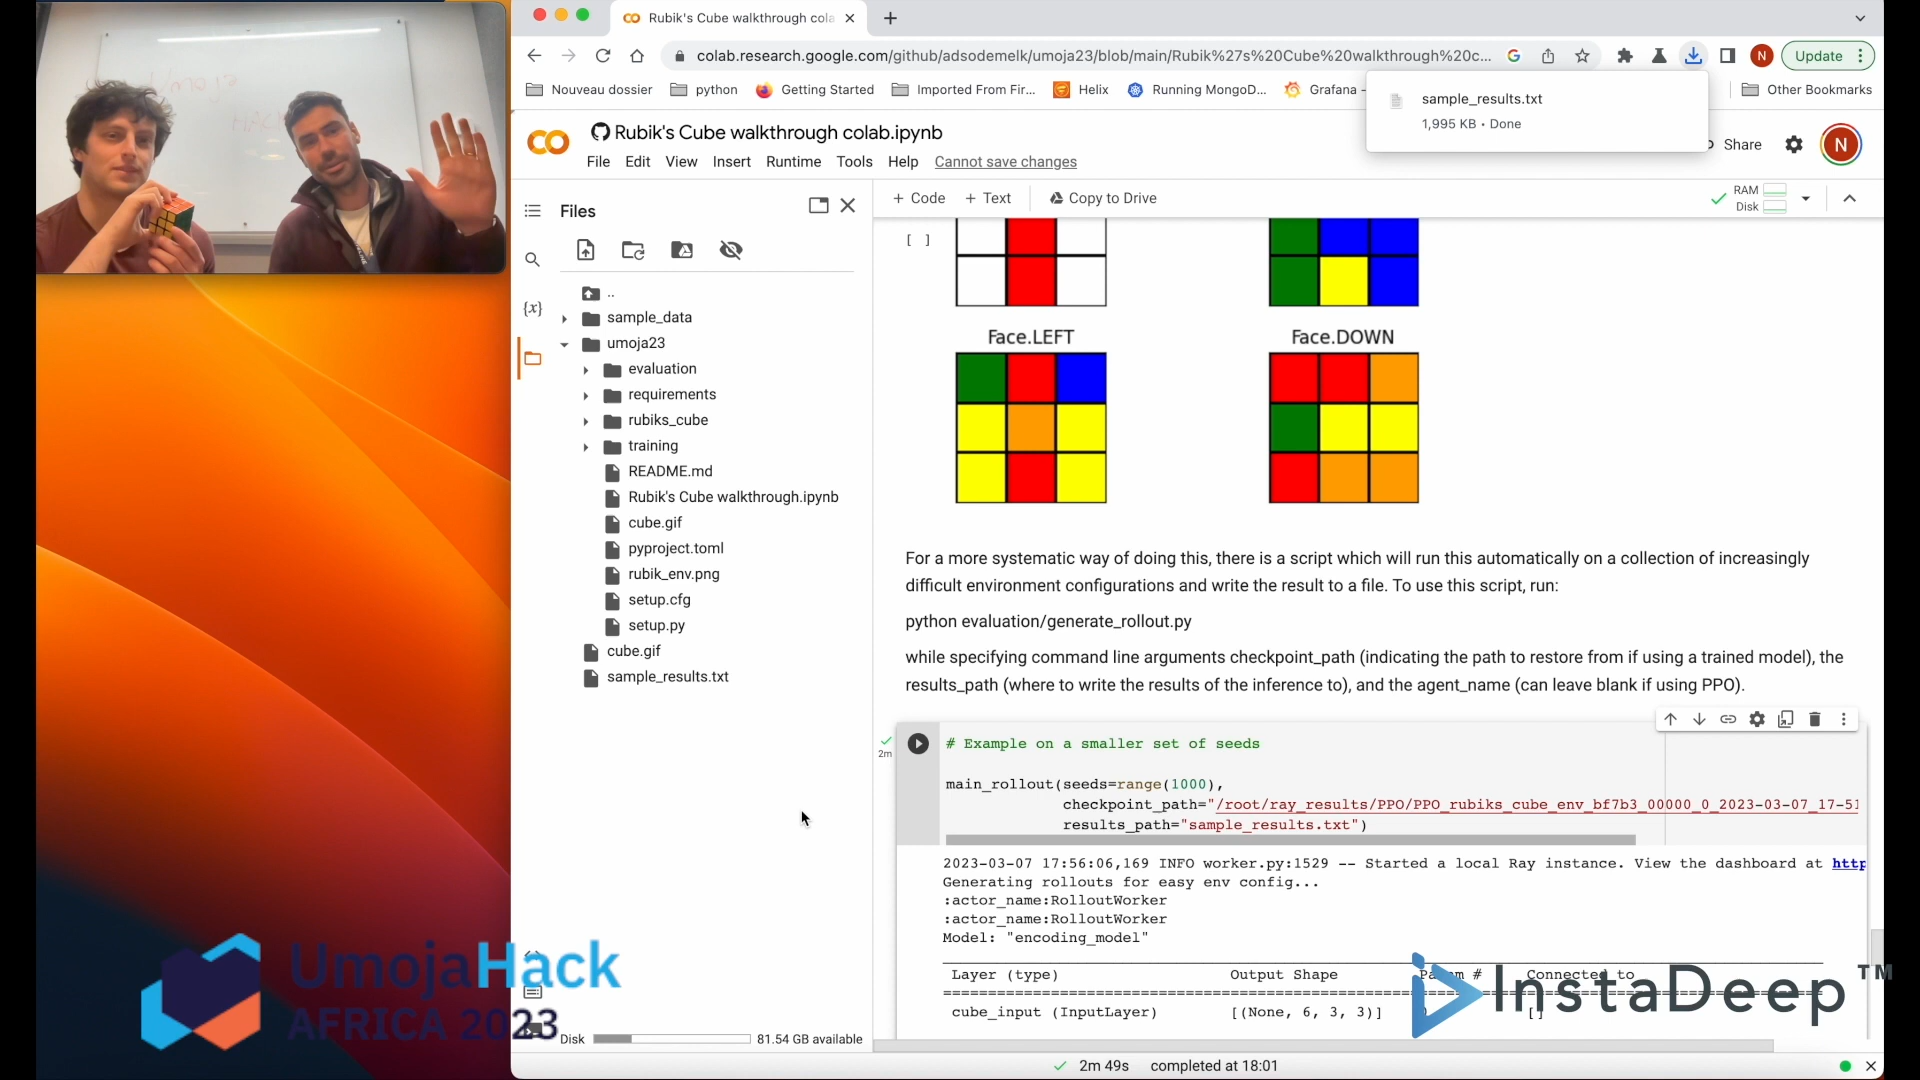 Rubik's Cube walkthrough cola
colab.research.google.com/github/adsodemelk/umoja23/blob/main/Rubik%27s%20Cube%20walkthrough%20c...
Update
Nouveau dossier
python
Getting Started
Imported From Fir...
Helix
Running MongoD...
Grafana -
Other Bookmarks
sample_results.txt
1,995 KB • Done
Rubik's Cube walkthrough colab.ipynb
File Edit View Insert Runtime Tools Help Cannot save changes
Share
N
+ Code + Text Copy to Drive
RAM
Disk
Files
{x}
..
sample_data
umoja23
evaluation
requirements
rubiks_cube
training
README.md
Rubik's Cube walkthrough.ipynb
cube.gif
pyproject.toml
rubik_env.png
setup.cfg
setup.py
cube.gif
sample_results.txt
Disk 81.54 GB available
[ ]
Face.LEFT Face.DOWN
For a more systematic way of doing this, there is a script which will run this automatically on a collection of increasingly
difficult environment configurations and write the result to a file. To use this script, run:
python evaluation/generate_rollout.py
while specifying command line arguments checkpoint_path (indicating the path to restore from if using a trained model), the
results_path (where to write the results of the inference to), and the agent_name (can leave blank if using PPO).
2m
# Example on a smaller set of seeds
main_rollout(seeds=range(1000),
checkpoint_path="/root/ray_results/PPO/PPO_rubiks_cube_env_bf7b3_00000_0_2023-03-07_17-51
results_path="sample_results.txt")
2023-03-07 17:56:06,169 INFO worker.py:1529 -- Started a local Ray instance. View the dashboard at http
Generating rollouts for easy env config...
:actor_name:RolloutWorker
:actor_name:RolloutWorker
Model: "encoding_model"
Layer (type) Output Shape Param # Connected to
cube_input (InputLayer) [(None, 6, 3, 3)] []
2m 49s completed at 18:01
UmojaHack
AFRICA 2023
InstaDeep™